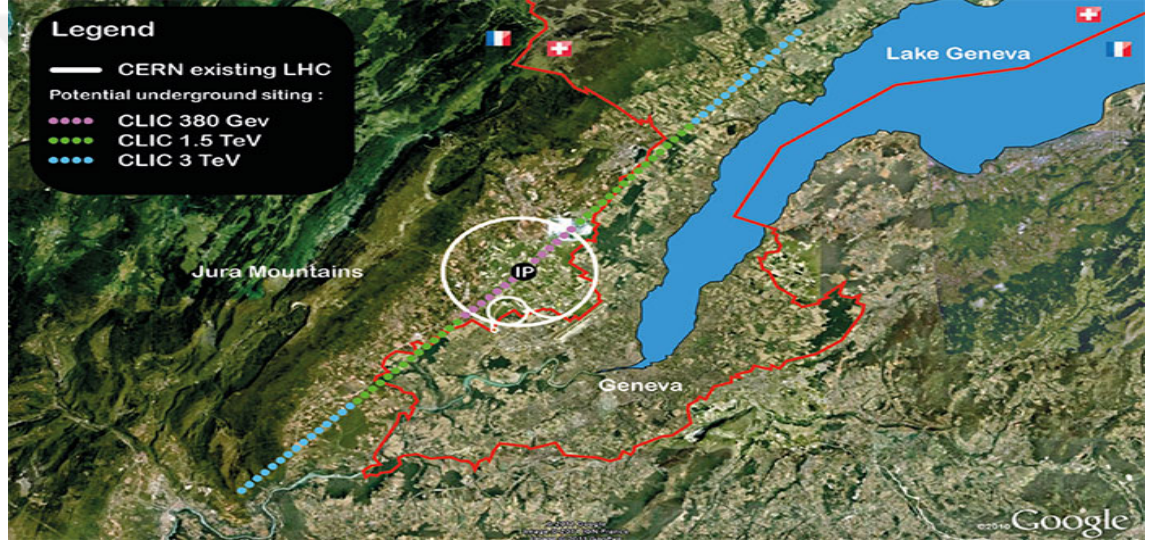 Legend
CERN existing LHC
Potential underground siting :
CLIC 380 Gev
CLIC 1.5 TeV
CLIC 3 TeV
Lake Geneva
Jura Mountains
IP
Geneva
©2010 Google